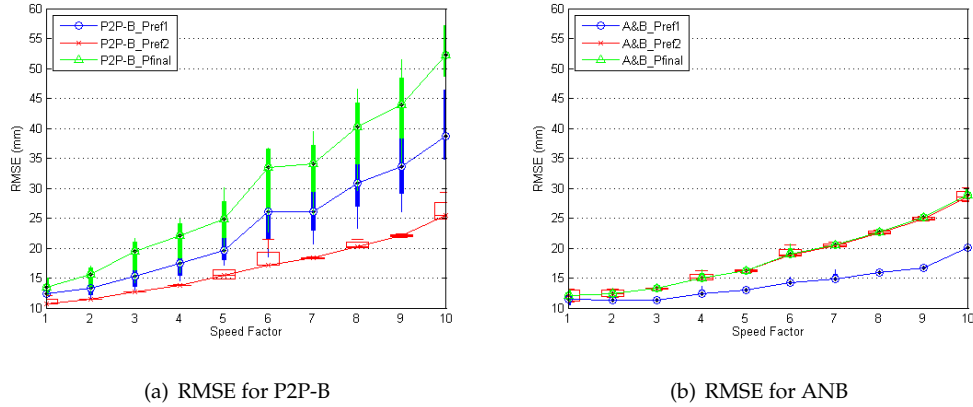 60
55
50
45
40
35
30
25
20
15
10
RMSE (mm)
P2P-B_Pref1
P2P-B_Pref2
P2P-B_Pfinal
1 2 3 4 5 6 7 8 9 10
Speed Factor
(a) RMSE for P2P-B
60
55
50
45
40
35
30
25
20
15
10
RMSE (mm)
A&B_Pref1
A&B_Pref2
A&B_Pfinal
1 2 3 4 5 6 7 8 9 10
Speed Factor
(b) RMSE for ANB